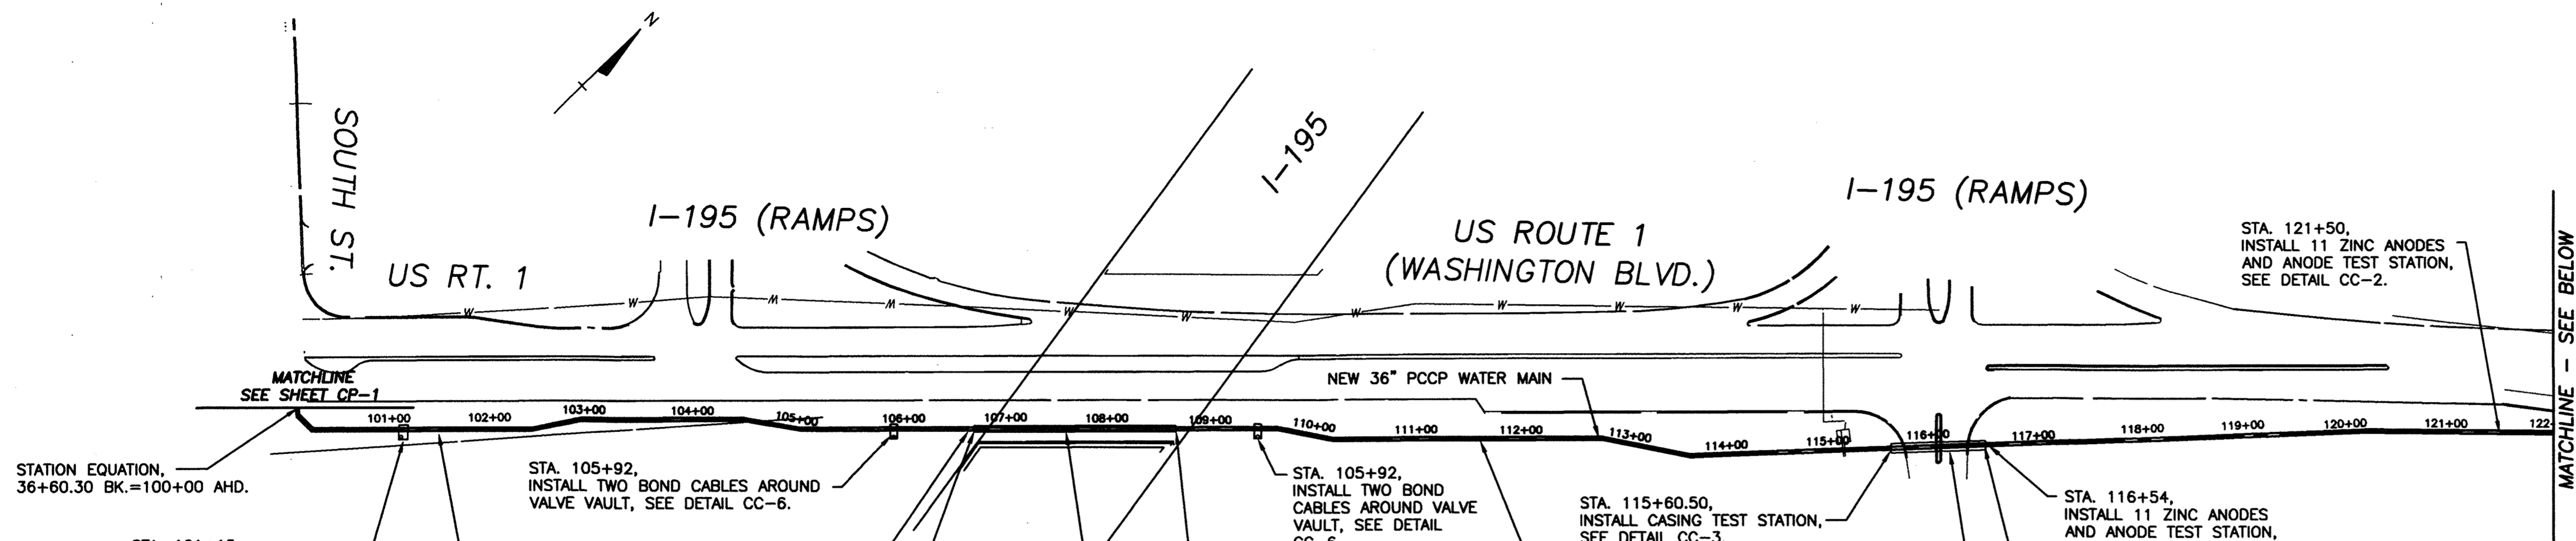 N
SOUTH ST.
I-195
I-195 (RAMPS)
I-195 (RAMPS)
US RT. 1
US ROUTE 1
(WASHINGTON BLVD.)
STA. 121+50,
INSTALL 11 ZINC ANODES
AND ANODE TEST STATION,
SEE DETAIL CC-2.
MATCHLINE - SEE BELOW
W W M M W W W W W W W
MATCHLINE
SEE SHEET CP-1
NEW 36" PCCP WATER MAIN
101+00 102+00 103+00 104+00 105+00 106+00 107+00 108+00 109+00 110+00 111+00 112+00 113+00 114+00 115+00 116+00 117+00 118+00 119+00 120+00 121+00 122+
STATION EQUATION,
36+60.30 BK.=100+00 AHD.
STA. 105+92,
INSTALL TWO BOND CABLES AROUND
VALVE VAULT, SEE DETAIL CC-6.
STA. 105+92,
INSTALL TWO BOND
CABLES AROUND VALVE
VAULT, SEE DETAIL
CC-6
STA. 115+60.50,
INSTALL CASING TEST STATION,
SEE DETAIL CC-3.
STA. 116+54,
INSTALL 11 ZINC ANODES
AND ANODE TEST STATION,